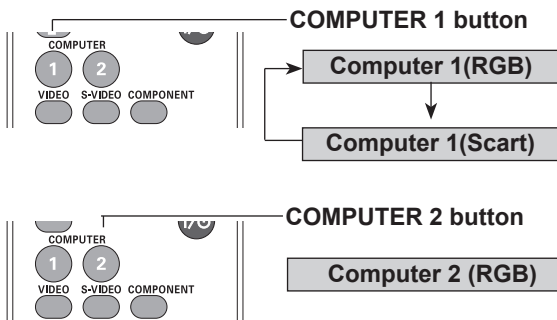 COMPUTER 1 button
COMPUTER
1 2
VIDEO S-VIDEO COMPONENT
Computer 1(RGB)
Computer 1(Scart)
COMPUTER 2 button
COMPUTER
1 2
VIDEO S-VIDEO COMPONENT
Computer 2 (RGB)